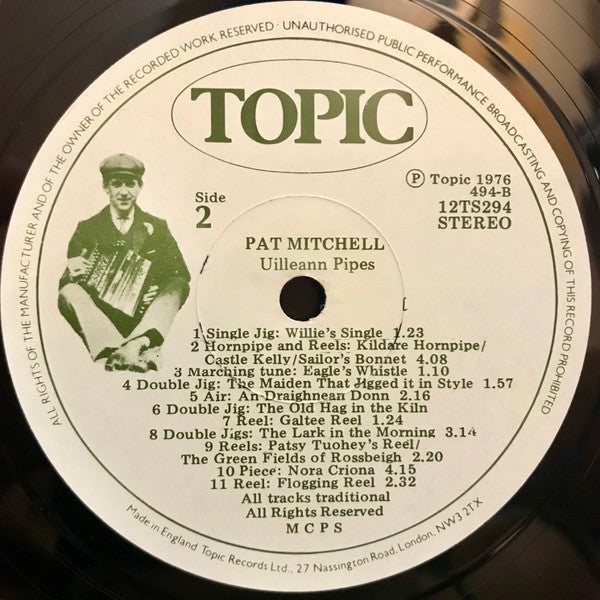 ALL RIGHTS OF THE MANUFACTURER AND OF THE OWNER OF THE RECORDED WORK RESERVED · UNAUTHORISED PUBLIC PERFORMANCE BROADCASTING AND COPYING OF THIS RECORD PROHIBITED
TOPIC
Ⓟ Topic 1976
494-B
12TS294
STEREO
Side
2
PAT MITCHELL
Uilleann Pipes
1 Single Jig: Willie's Single 1.23
2 Hornpipe and Reels: Kildare Hornpipe/
Castle Kelly/Sailor's Bonnet 4.08
3 Marching tune: Eagle's Whistle 1.10
4 Double Jig: The Maiden That Jigged it in Style 1.57
5 Air: An Draighnean Donn 2.16
6 Double Jig: The Old Hag in the Kiln
7 Reel: Galtee Reel 1.24
8 Double Jigs: The Lark in the Morning 3.14
9 Reels: Patsy Tuohey's Reel/
The Green Fields of Rossbeigh 2.20
10 Piece: Nora Criona 4.15
11 Reel: Flogging Reel 2.32
All tracks traditional
All Rights Reserved
MCPS
Made in England Topic Records Ltd., 27 Nassington Road, London, NW3 2TX